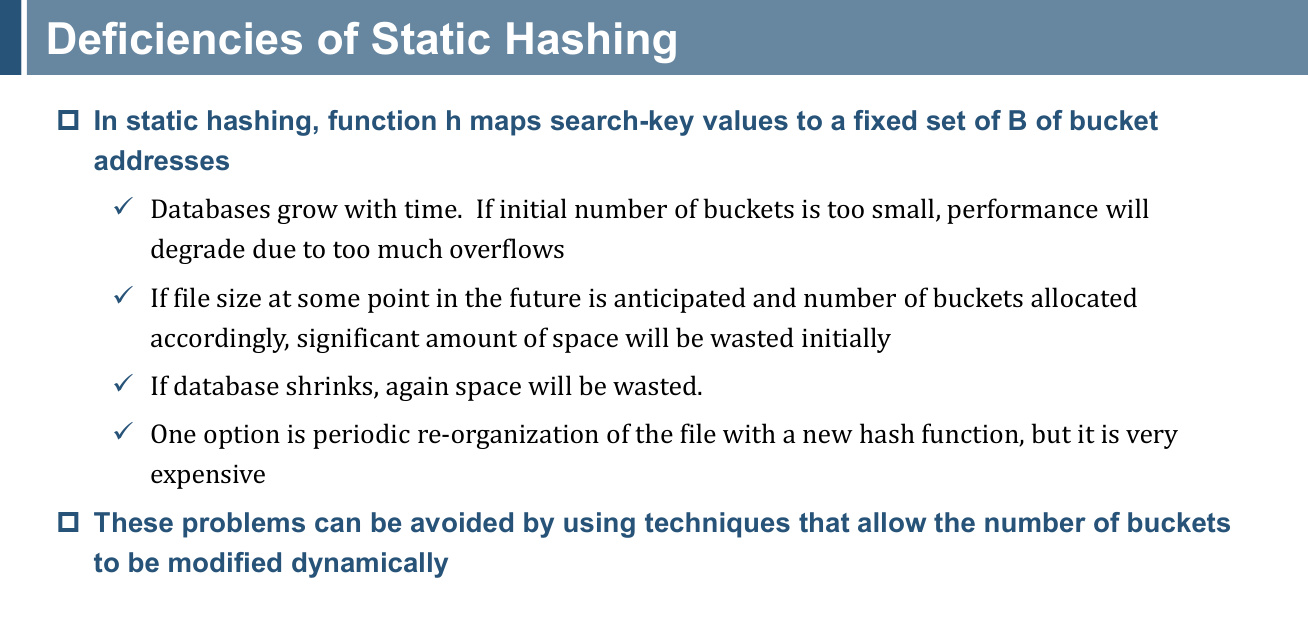 Deficiencies of Static Hashing
In static hashing, function h maps search-key values to a fixed set of B of bucket
addresses
Databases grow with time.  If initial number of buckets is too small, performance will
degrade due to too much overflows
If file size at some point in the future is anticipated and number of buckets allocated
accordingly, significant amount of space will be wasted initially
If database shrinks, again space will be wasted.
One option is periodic re-organization of the file with a new hash function, but it is very
expensive
These problems can be avoided by using techniques that allow the number of buckets
to be modified dynamically